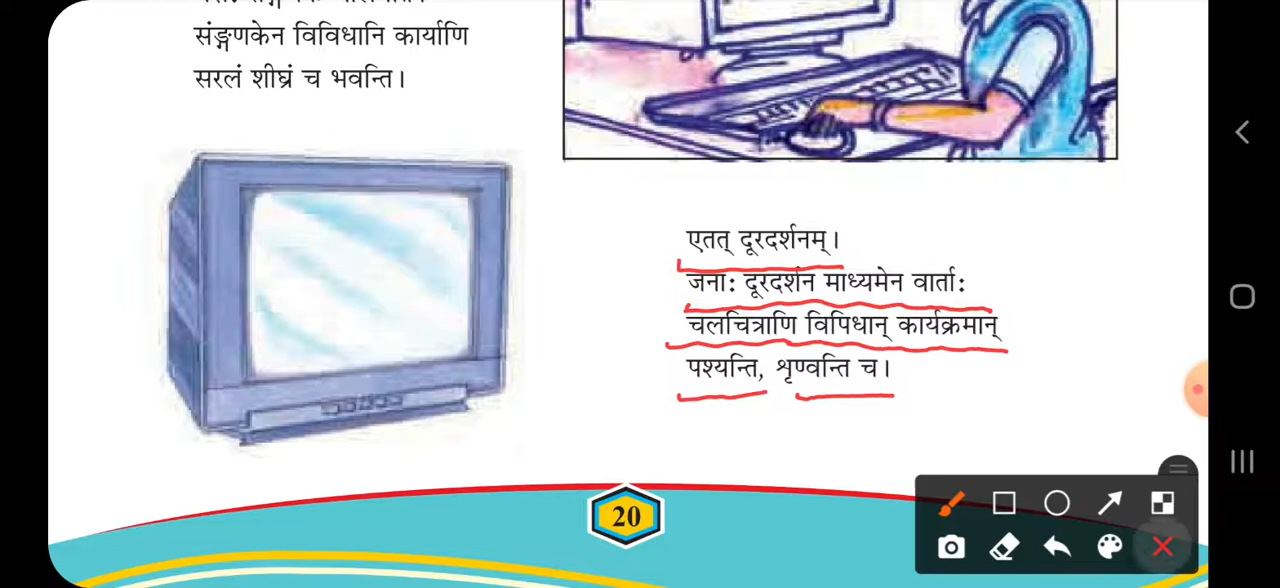 संङ्गणकेन विविधानि कार्याणि
सरलं शीघ्रं च भवन्ति।
एतत् दूरदर्शनम्।
जनाः दूरदर्शन माध्यमेन वार्ताः
चलचित्राणि विपिधान् कार्यक्रमान्
पश्यन्ति, शृण्वन्ति च।
20